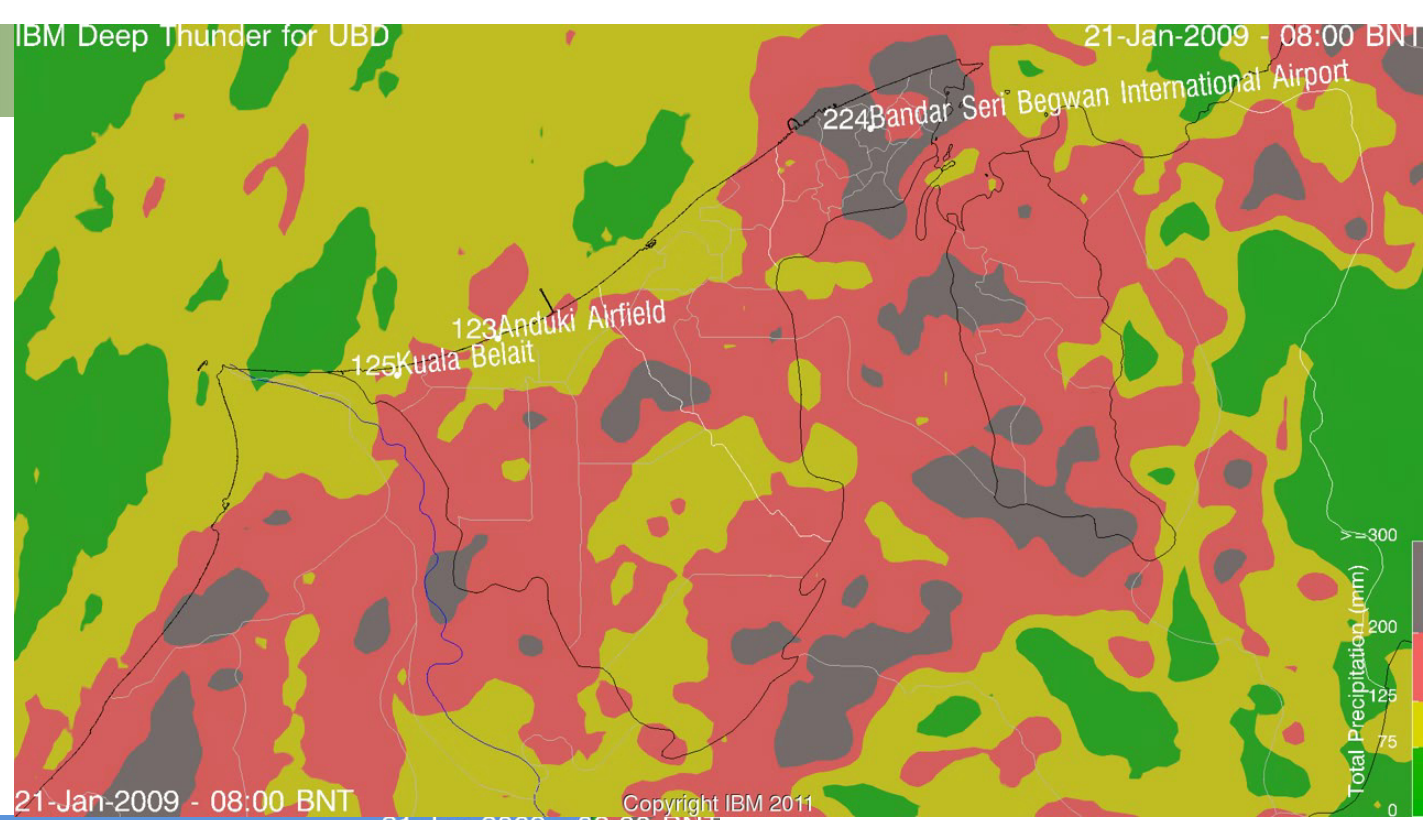 IBM Deep Thunder for UBD
21-Jan-2009 - 08:00 BNT
224Bandar Seri Begwan International Airport
123Anduki Airfield
125Kuala Belait
300
200
125
75
0
Total Precipitation (mm)
21-Jan-2009 - 08:00 BNT
Copyright IBM 2011